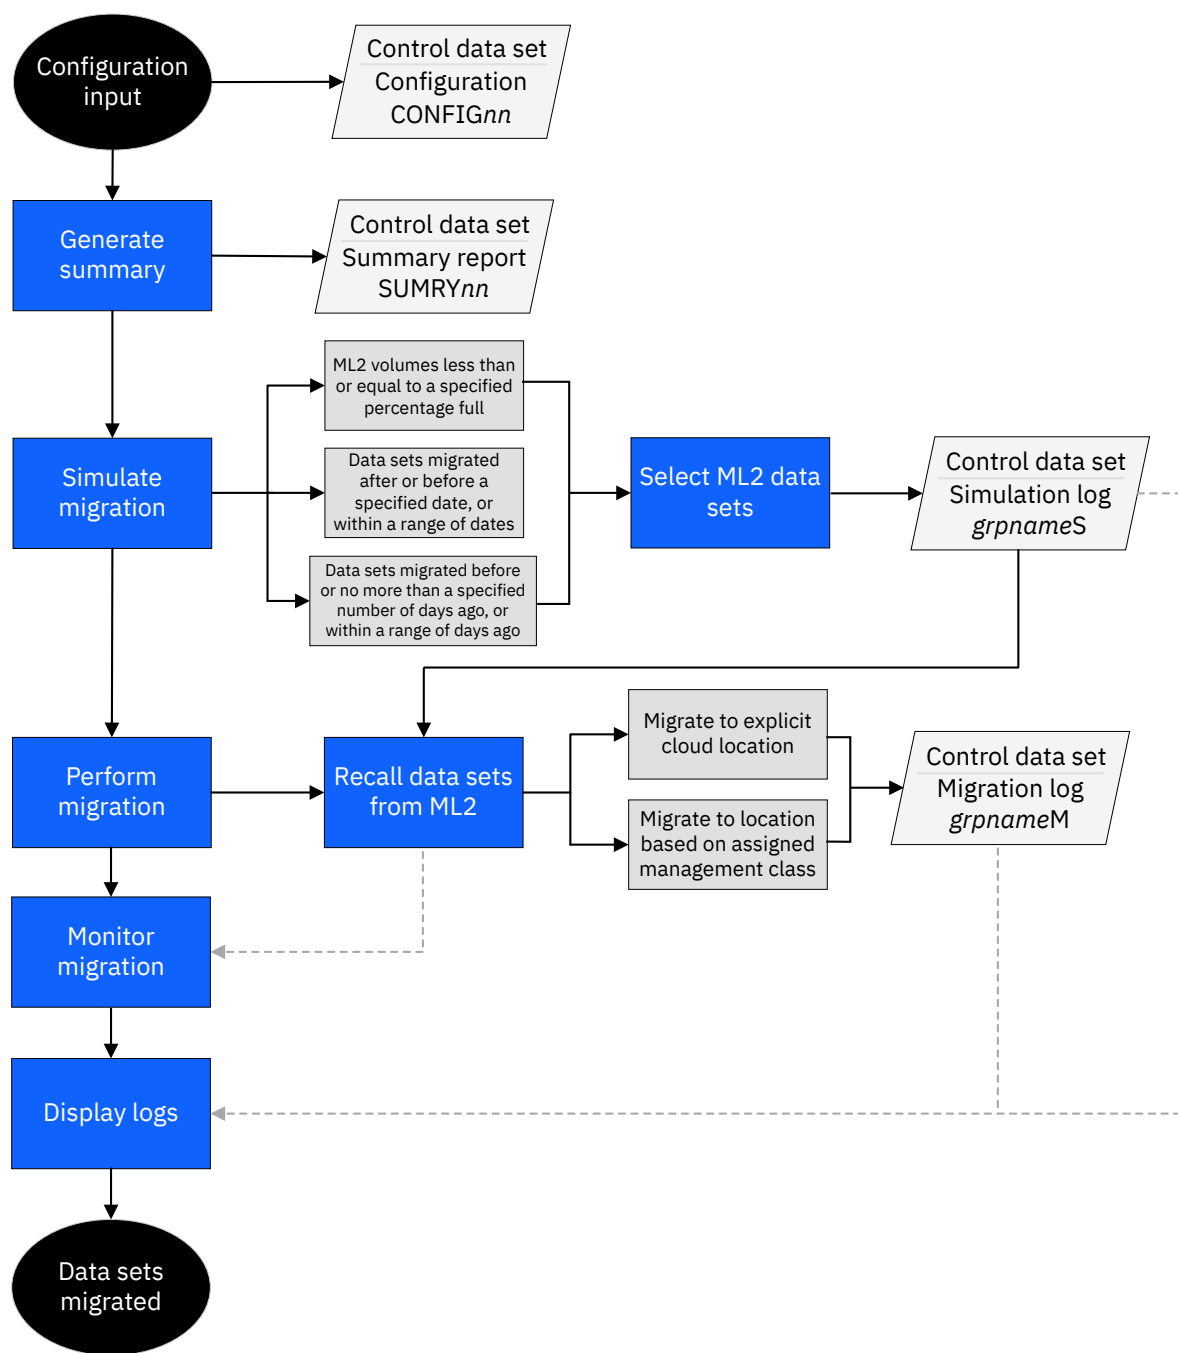 Configuration
input
Control data set
Configuration
CONFIGnn
Generate
summary
Control data set
Summary report
SUMRYnn
ML2 volumes less than
or equal to a specified
percentage full
Simulate
migration
Data sets migrated
after or before a
specified date, or
within a range of dates
Select ML2 data
sets
Control data set
Simulation log
grpnameS
Data sets migrated before
or no more than a specified
number of days ago, or
within a range of days ago
Perform
migration
Recall data sets
from ML2
Migrate to explicit
cloud location
Migrate to location
based on assigned
management class
Control data set
Migration log
grpnameM
Monitor
migration
Display logs
Data sets
migrated